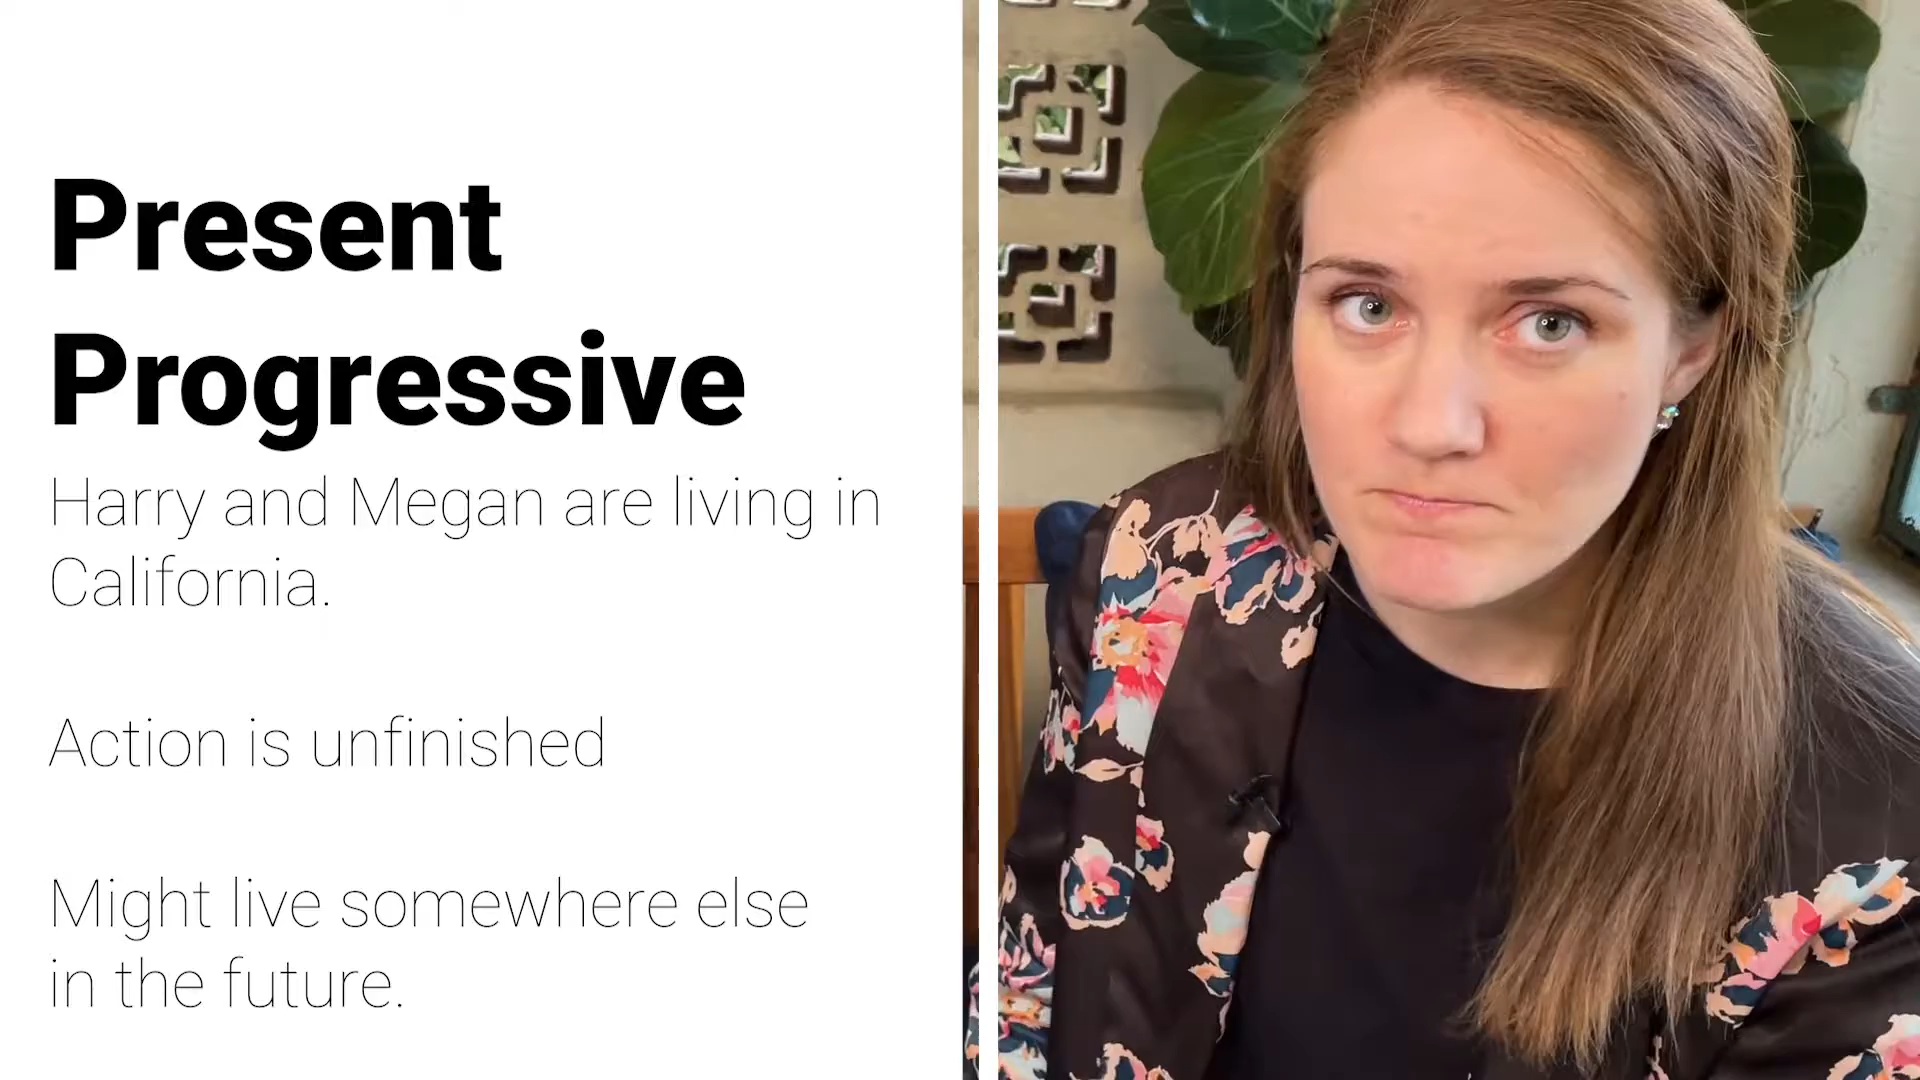 Present
Progressive
Harry and Megan are living in
California.
Action is unfinished
Might live somewhere else
in the future.